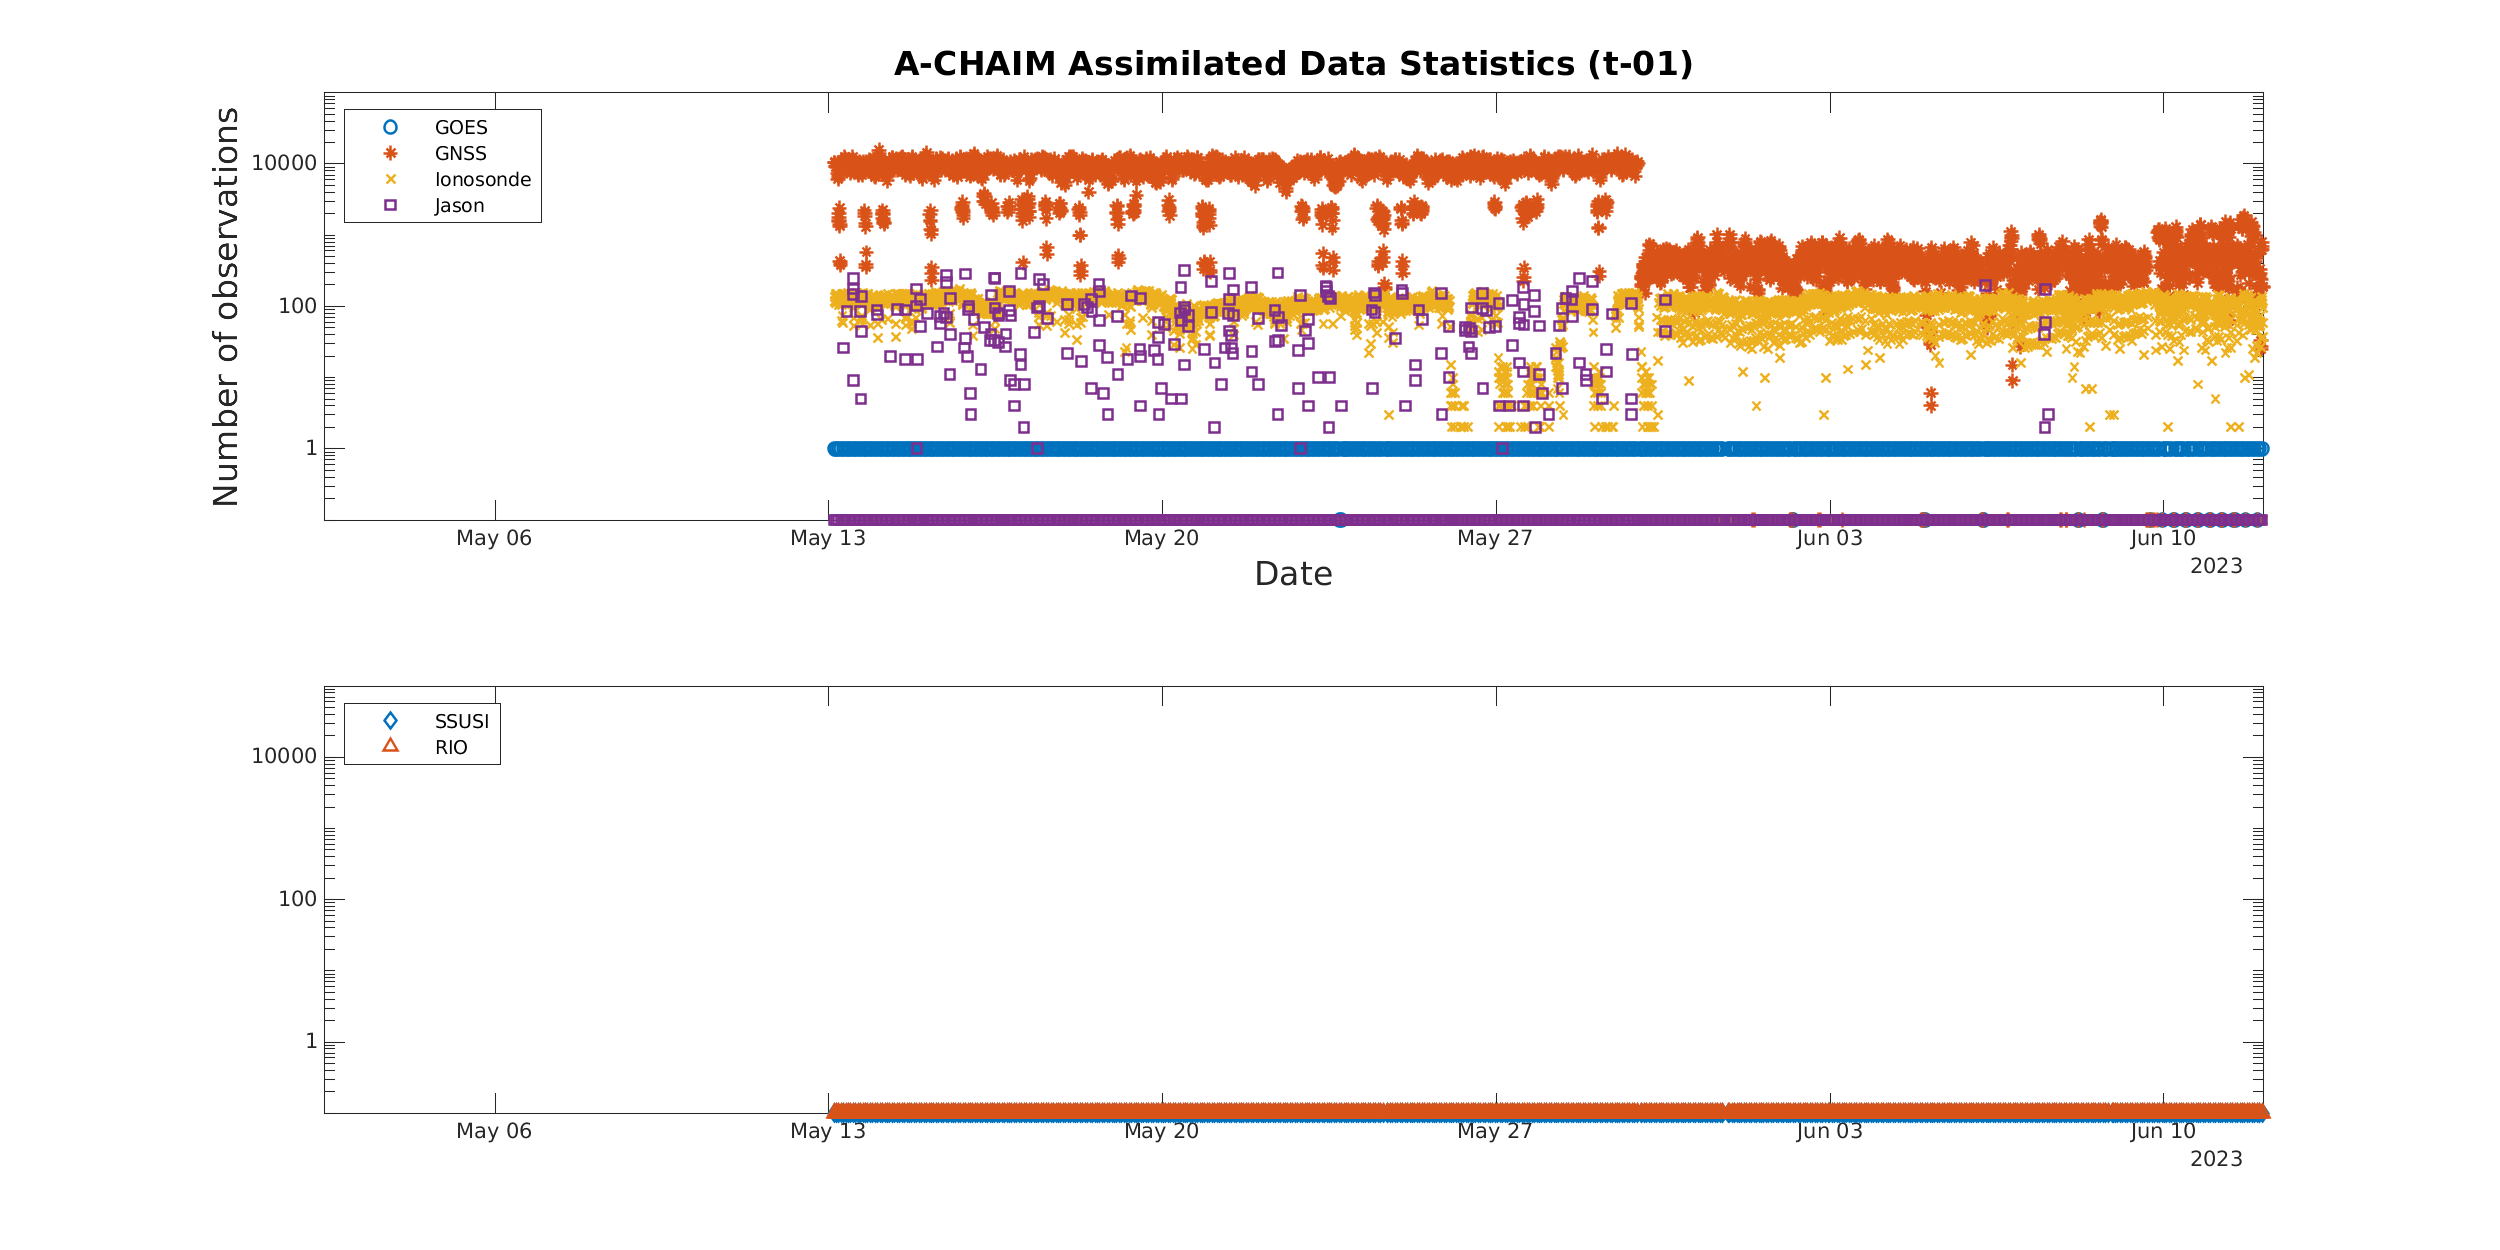 A-CHAIM Assimilated Data Statistics (t-01)
Number of observations
10000
100
1
GOES
GNSS
Ionosonde
Jason
May 06
May 13
May 20
May 27
Jun 03
Jun 10
2023
Date
10000
100
1
SSUSI
RIO
May 06
May 13
May 20
May 27
Jun 03
Jun 10
2023